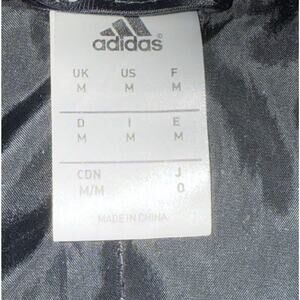 adidas
UK US F
M M M
D I E
M M M
CDN J
M/M O
MADE IN CHINA